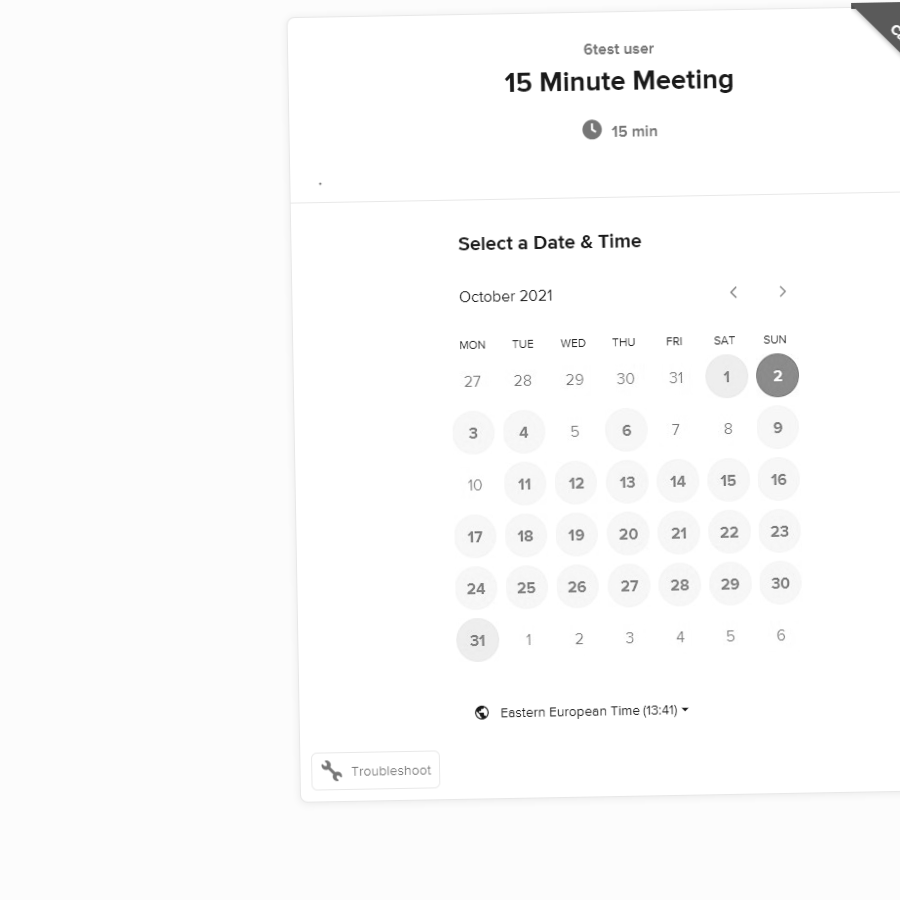 6test user
15 Minute Meeting
15 min
.
Select a Date & Time
October 2021
MON TUE WED THU FRI SAT SUN
27 28 29 30 31 1 2
3 4 5 6 7 8 9
10 11 12 13 14 15 16
17 18 19 20 21 22 23
24 25 26 27 28 29 30
31 1 2 3 4 5 6
Eastern European Time (13:41)
Troubleshoot